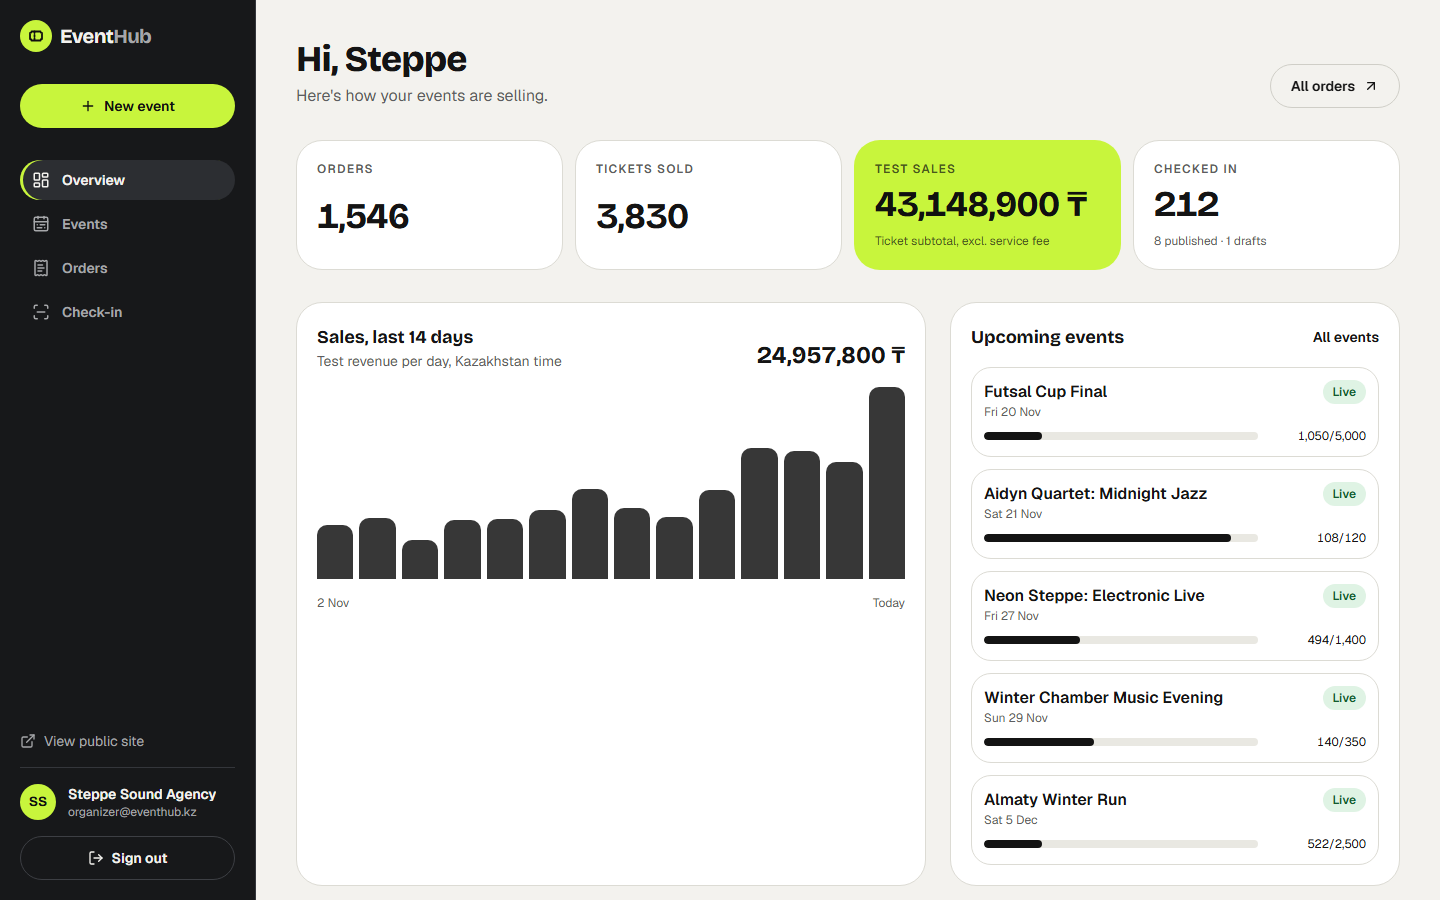 EventHub
New event
Overview
Events
Orders
Check-in
View public site
SS
Steppe Sound Agency
organizer@eventhub.kz
Sign out
Hi, Steppe
Here's how your events are selling.
All orders
ORDERS
1,546
TICKETS SOLD
3,830
TEST SALES
43,148,900 ₸
Ticket subtotal, excl. service fee
CHECKED IN
212
8 published · 1 drafts
Sales, last 14 days
Test revenue per day, Kazakhstan time
24,957,800 ₸
2 Nov
Today
Upcoming events
All events
Futsal Cup Final
Live
Fri 20 Nov
1,050/5,000
Aidyn Quartet: Midnight Jazz
Live
Sat 21 Nov
108/120
Neon Steppe: Electronic Live
Live
Fri 27 Nov
494/1,400
Winter Chamber Music Evening
Live
Sun 29 Nov
140/350
Almaty Winter Run
Live
Sat 5 Dec
522/2,500